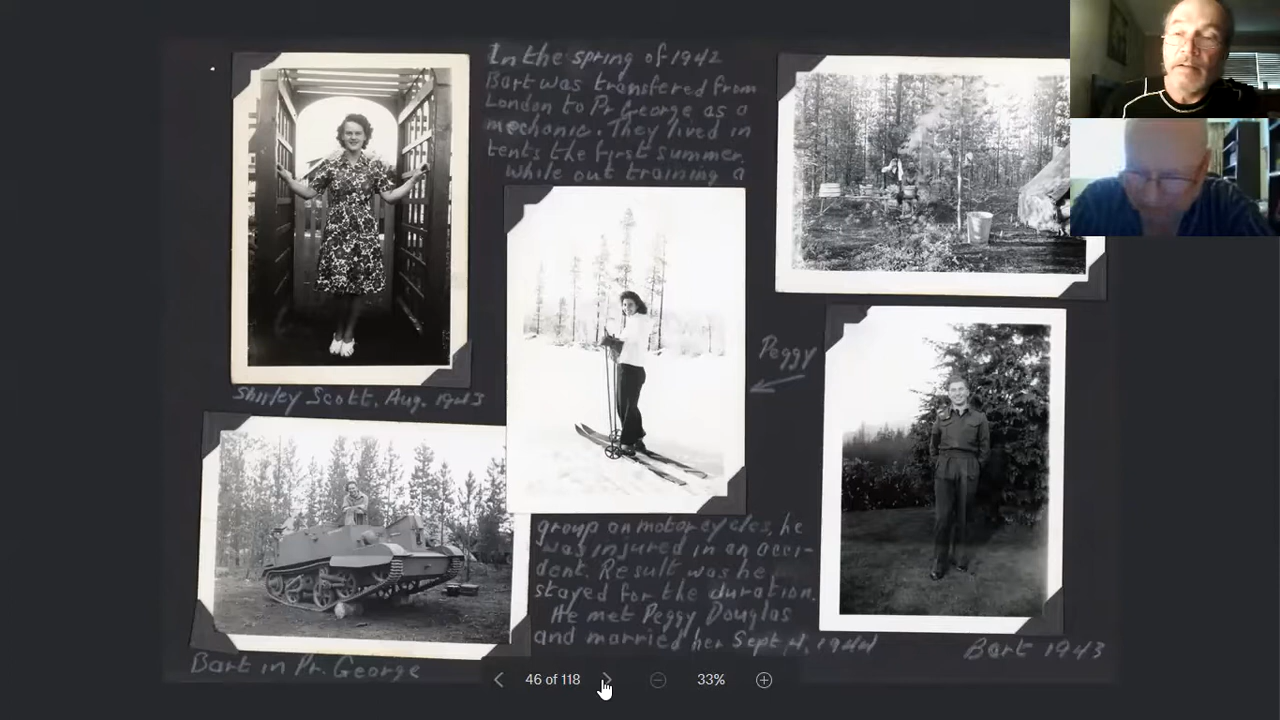 In the spring of 1942
Bart was transfered from
London to Pr George as a
mechanic. They lived in
tents the first summer.
While out training a
Peggy
Shirley Scott. Aug. 1943
group on motorcycles, he
was injured in an acci-
dent. Result was he
stayed for the duration.
He met Peggy Douglas
and married her Sept 4, 1944
Bart in Pr. George
Bart 1943
46 of 118
33%